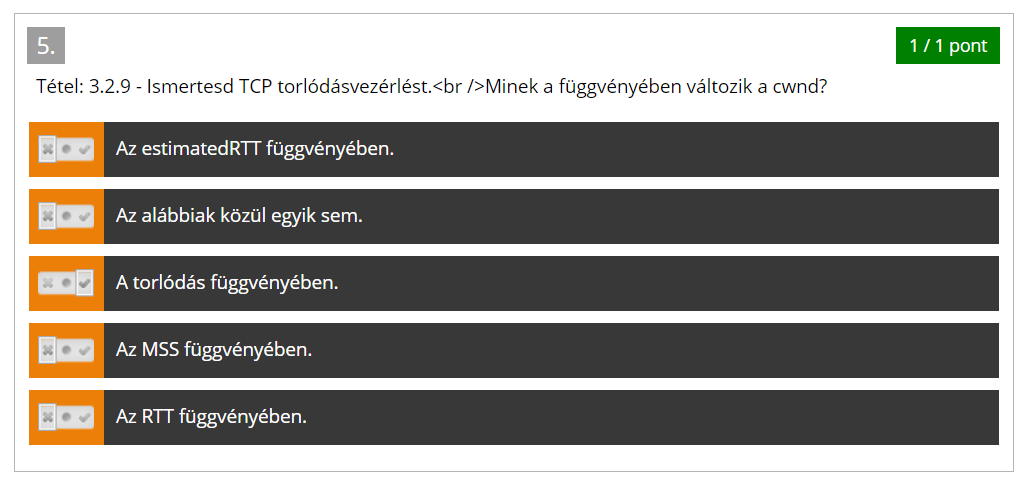 5.
1 / 1 pont
Tétel: 3.2.9 - Ismertesd TCP torlódásvezérlést.<br />Minek a függvényében változik a cwnd?
Az estimatedRTT függvényében.
Az alábbiak közül egyik sem.
A torlódás függvényében.
Az MSS függvényében.
Az RTT függvényében.